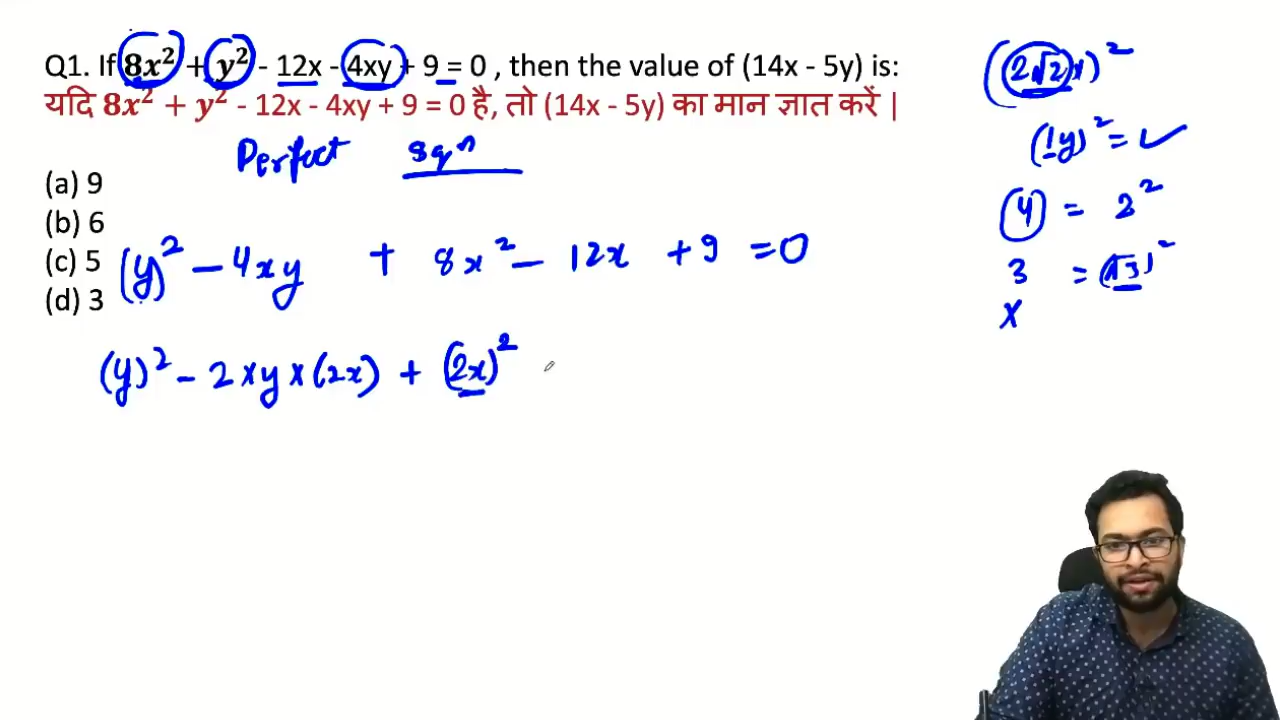 Q1. If 8x² + y² - 12x - 4xy + 9 = 0 , then the value of (14x - 5y) is:
यदि 8x² + y² - 12x - 4xy + 9 = 0 है, तो (14x - 5y) का मान ज्ञात करें |
Perfect sqr
(a) 9
(b) 6
(c) 5
(d) 3
(y)² - 4xy + 8x² - 12x + 9 = 0
(y)² - 2 × y × (2x) + (2x)²
((2√2)x)²
(1y)² = ✓
4 = 2²
3 = (√3)²
x